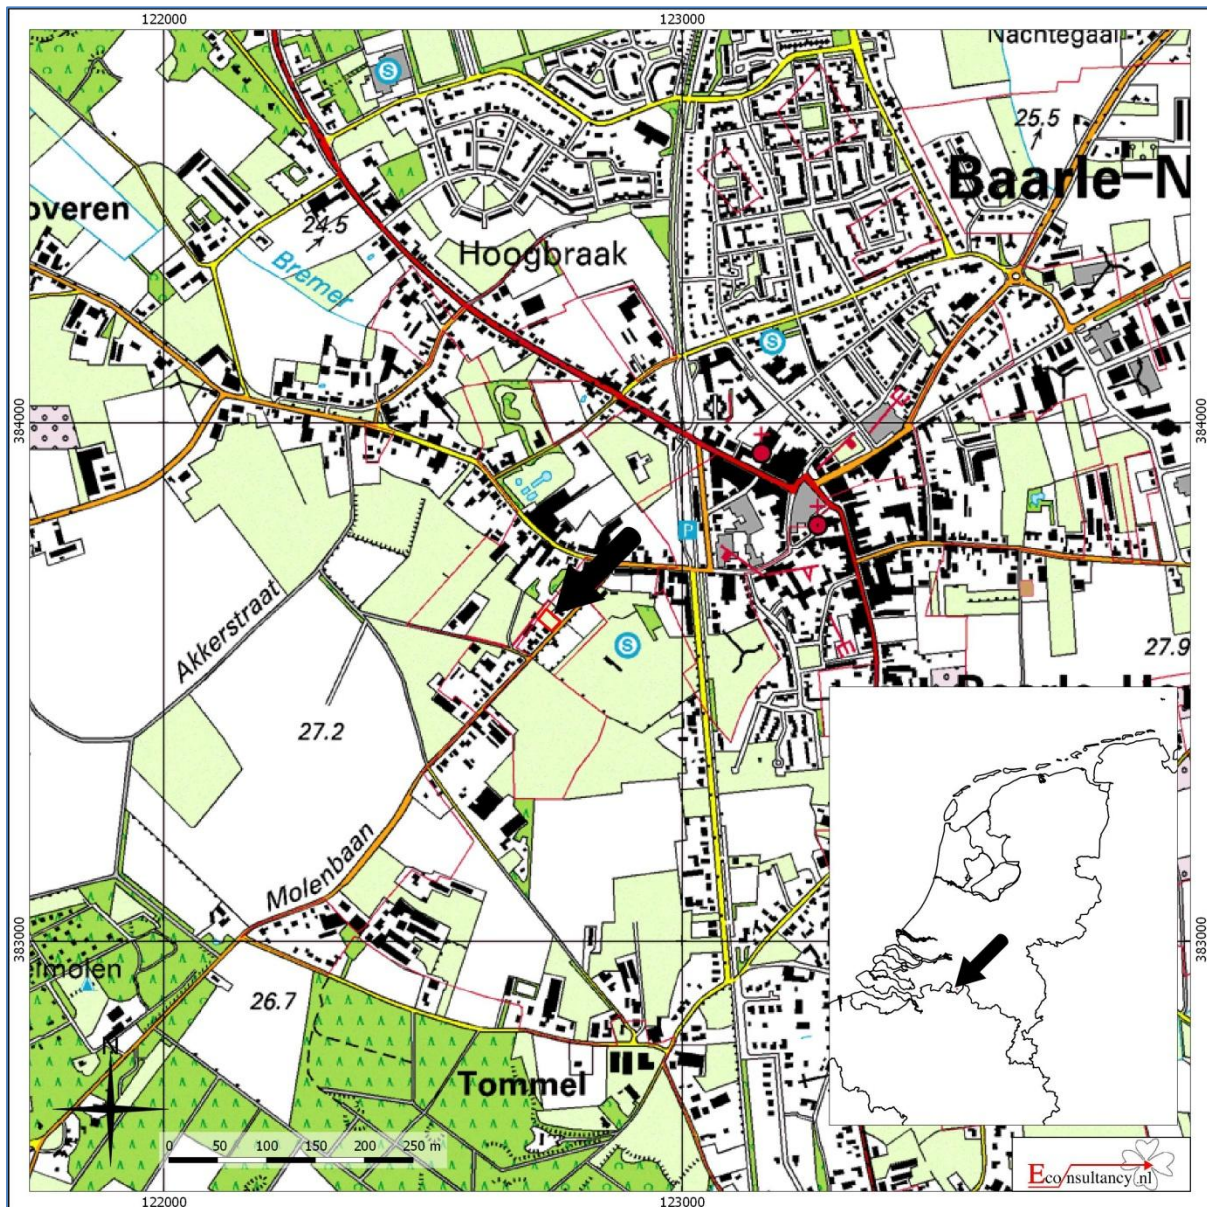 122000
123000
Nachtegaal
25.5
Baarle-N
overen
24.5
Hoogbraak
Bremer
S
S
384000
384000
P
Akkerstraat
S
27.9
27.2
Molenbaan
383000
383000
elmolen
26.7
N
Tommel
0 50 100 150 200 250 m
Econsultancy.nl
122000
123000